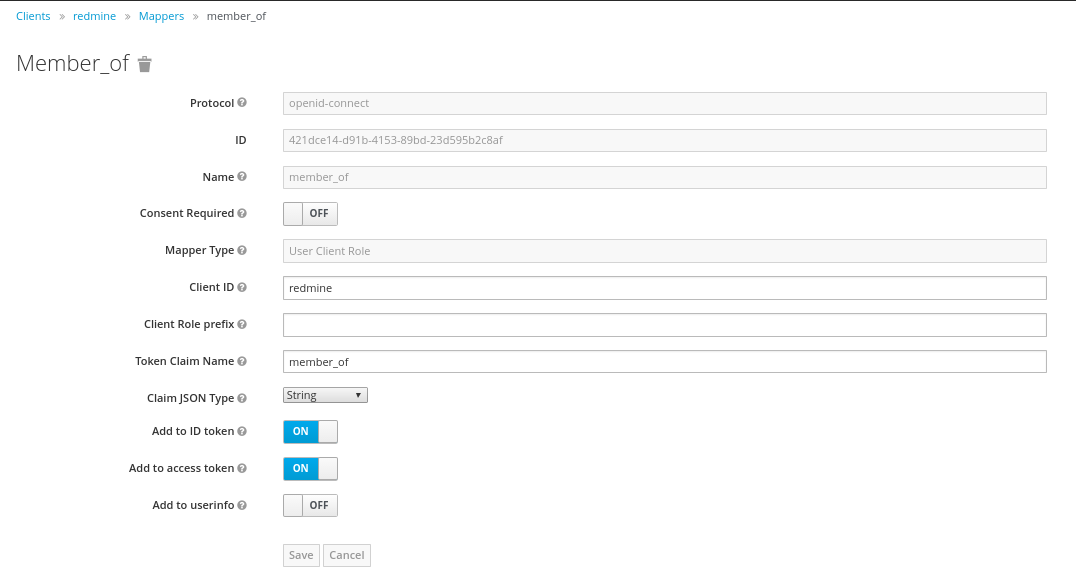 Clients » redmine » Mappers » member_of
Member_of
Protocol openid-connect
ID 421dce14-d91b-4153-89bd-23d595b2c8af
Name member_of
Consent Required OFF
Mapper Type User Client Role
Client ID redmine
Client Role prefix
Token Claim Name member_of
Claim JSON Type String
Add to ID token ON
Add to access token ON
Add to userinfo OFF
Save Cancel